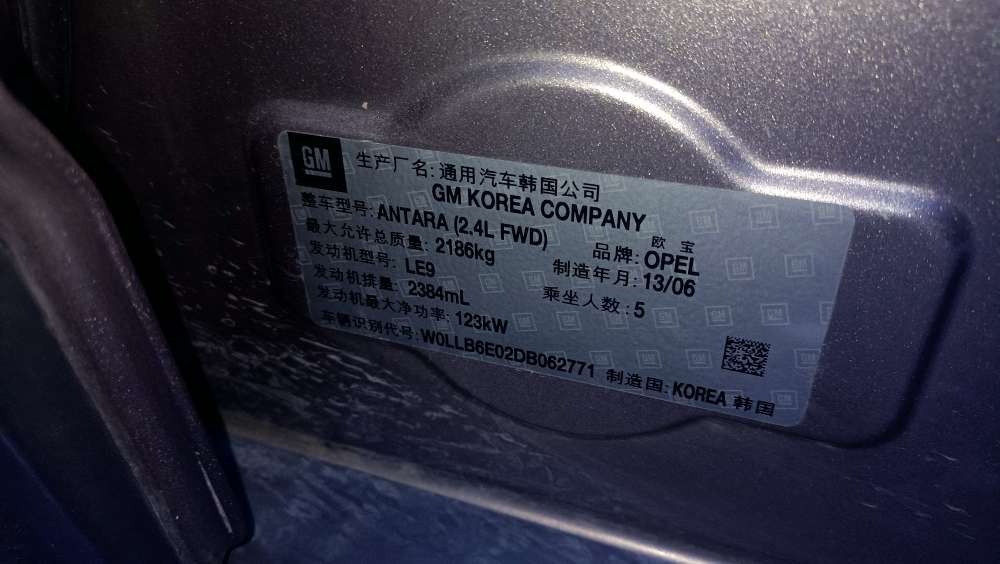 GM
生产厂名: 通用汽车韩国公司
GM KOREA COMPANY
整车型号: ANTARA (2.4L FWD)
品牌: 欧宝 OPEL
最大允许总质量: 2186kg
制造年月: 13/06
发动机型号: LE9
发动机排量: 2384mL
乘坐人数: 5
发动机最大净功率: 123kW
车辆识别代号: W0LLB6E02DB062771
制造国: KOREA 韩国